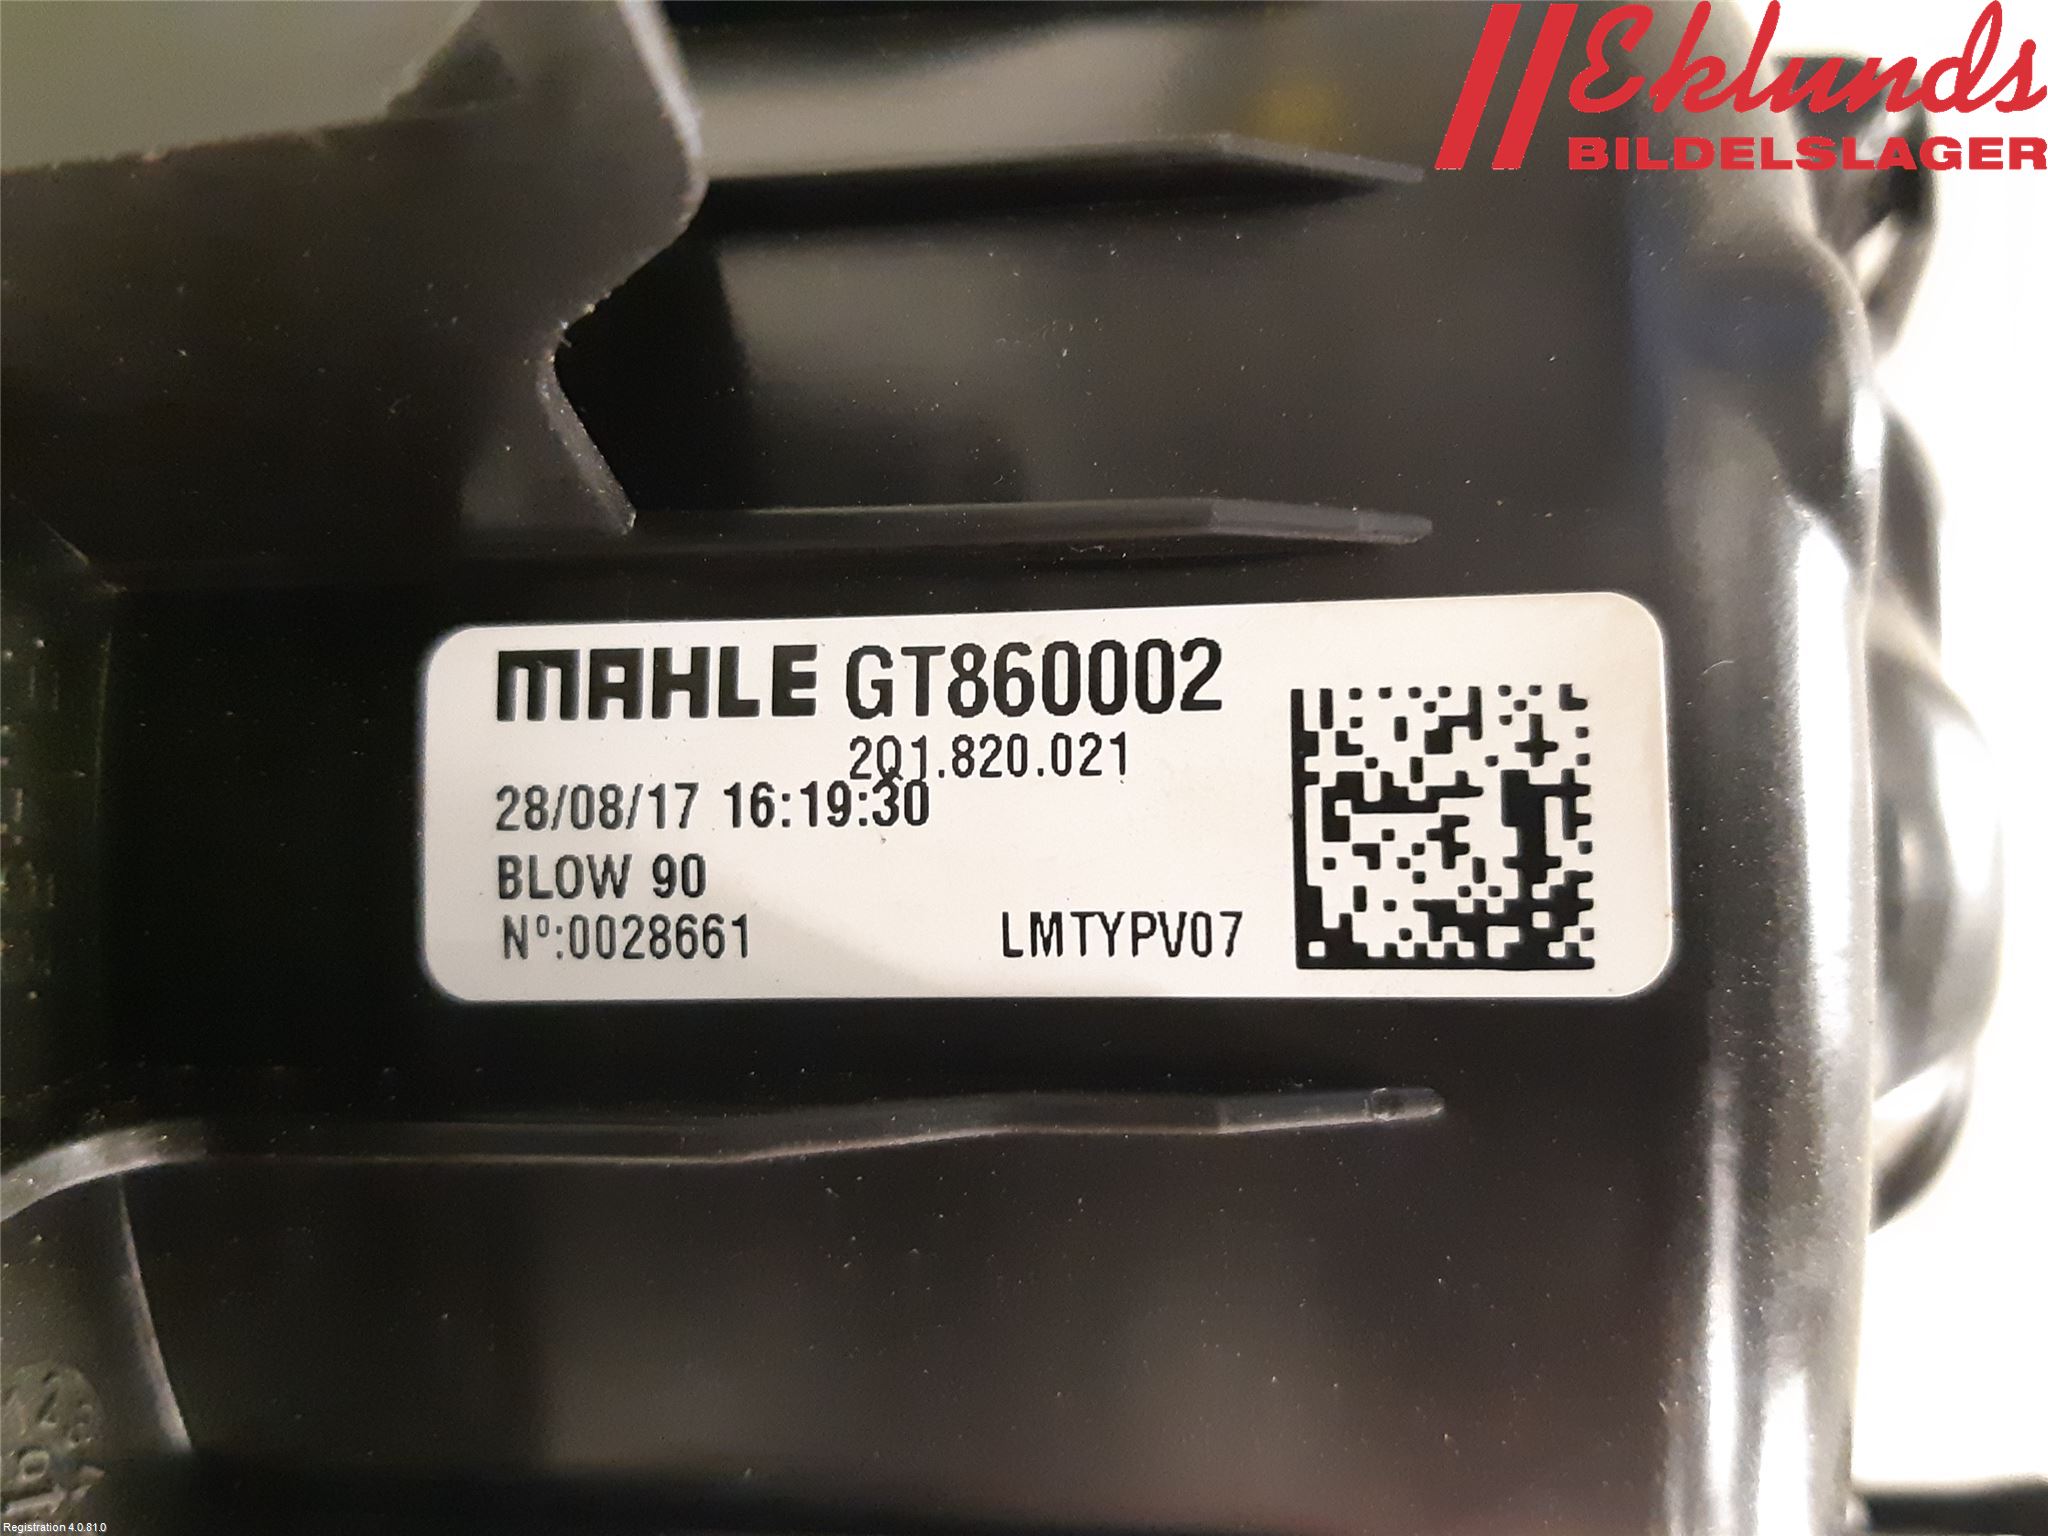 Eklunds
BILDELSLAGER
MAHLE GT860002
2Q1.820.021
28/08/17 16:19:30
BLOW 90
Nº:0028661 LMTYPV07
Registration 4.0.81.0